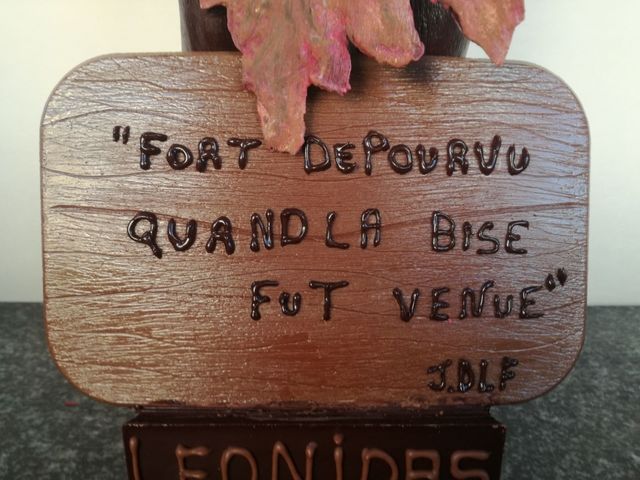 "FORT DEPOURVU
QUAND LA BISE
FUT VENUE"
J.DLF
LEONIDAS